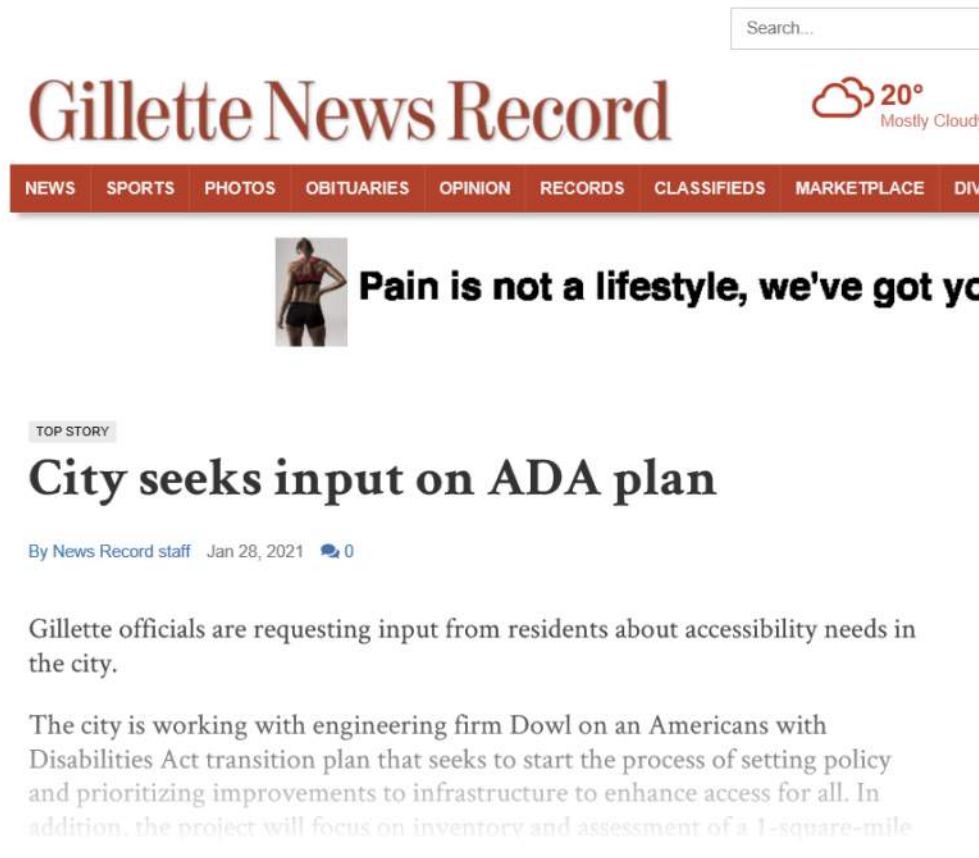 Search...
Gillette News Record
20°
Mostly Cloudy
NEWS SPORTS PHOTOS OBITUARIES OPINION RECORDS CLASSIFIEDS MARKETPLACE DIV
Pain is not a lifestyle, we've got yo
TOP STORY
City seeks input on ADA plan
By News Record staff Jan 28, 2021 0
Gillette officials are requesting input from residents about accessibility needs in
the city.
The city is working with engineering firm Dowl on an Americans with
Disabilities Act transition plan that seeks to start the process of setting policy
and prioritizing improvements to infrastructure to enhance access for all. In
addition, the project will focus on inventory and assessment of a 1-square-mile